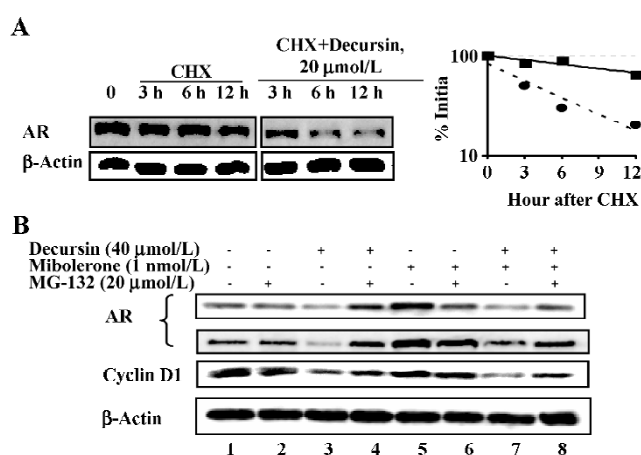 A
CHX
CHX+Decursin,
20 μmol/L
0 3 h 6 h 12 h 3 h 6 h 12 h
AR
β-Actin
% Initia
100
10
0 3 6 9 12
Hour after CHX
B
Decursin (40 μmol/L) - - + + - - + +
Mibolerone (1 nmol/L) - - - - + + + +
MG-132 (20 μmol/L) - + - + - + - +
AR
Cyclin D1
β-Actin
1 2 3 4 5 6 7 8